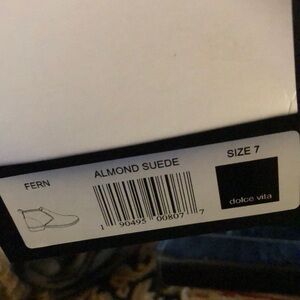 FERN
ALMOND SUEDE
SIZE 7
1 90495 00807 7
dolce vita